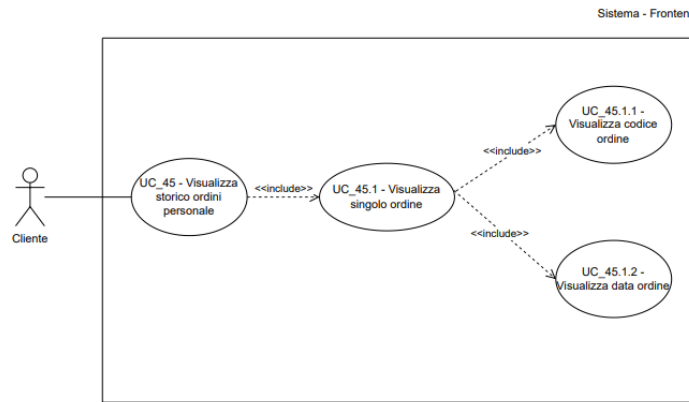 Sistema - Fronten
UC_45.1.1 -
Visualizza codice
ordine
<<include>>
UC_45 - Visualizza
storico ordini
personale
<<include>>
UC_45.1 - Visualizza
singolo ordine
Cliente
<<include>>
UC_45.1.2 -
Visualizza data ordine